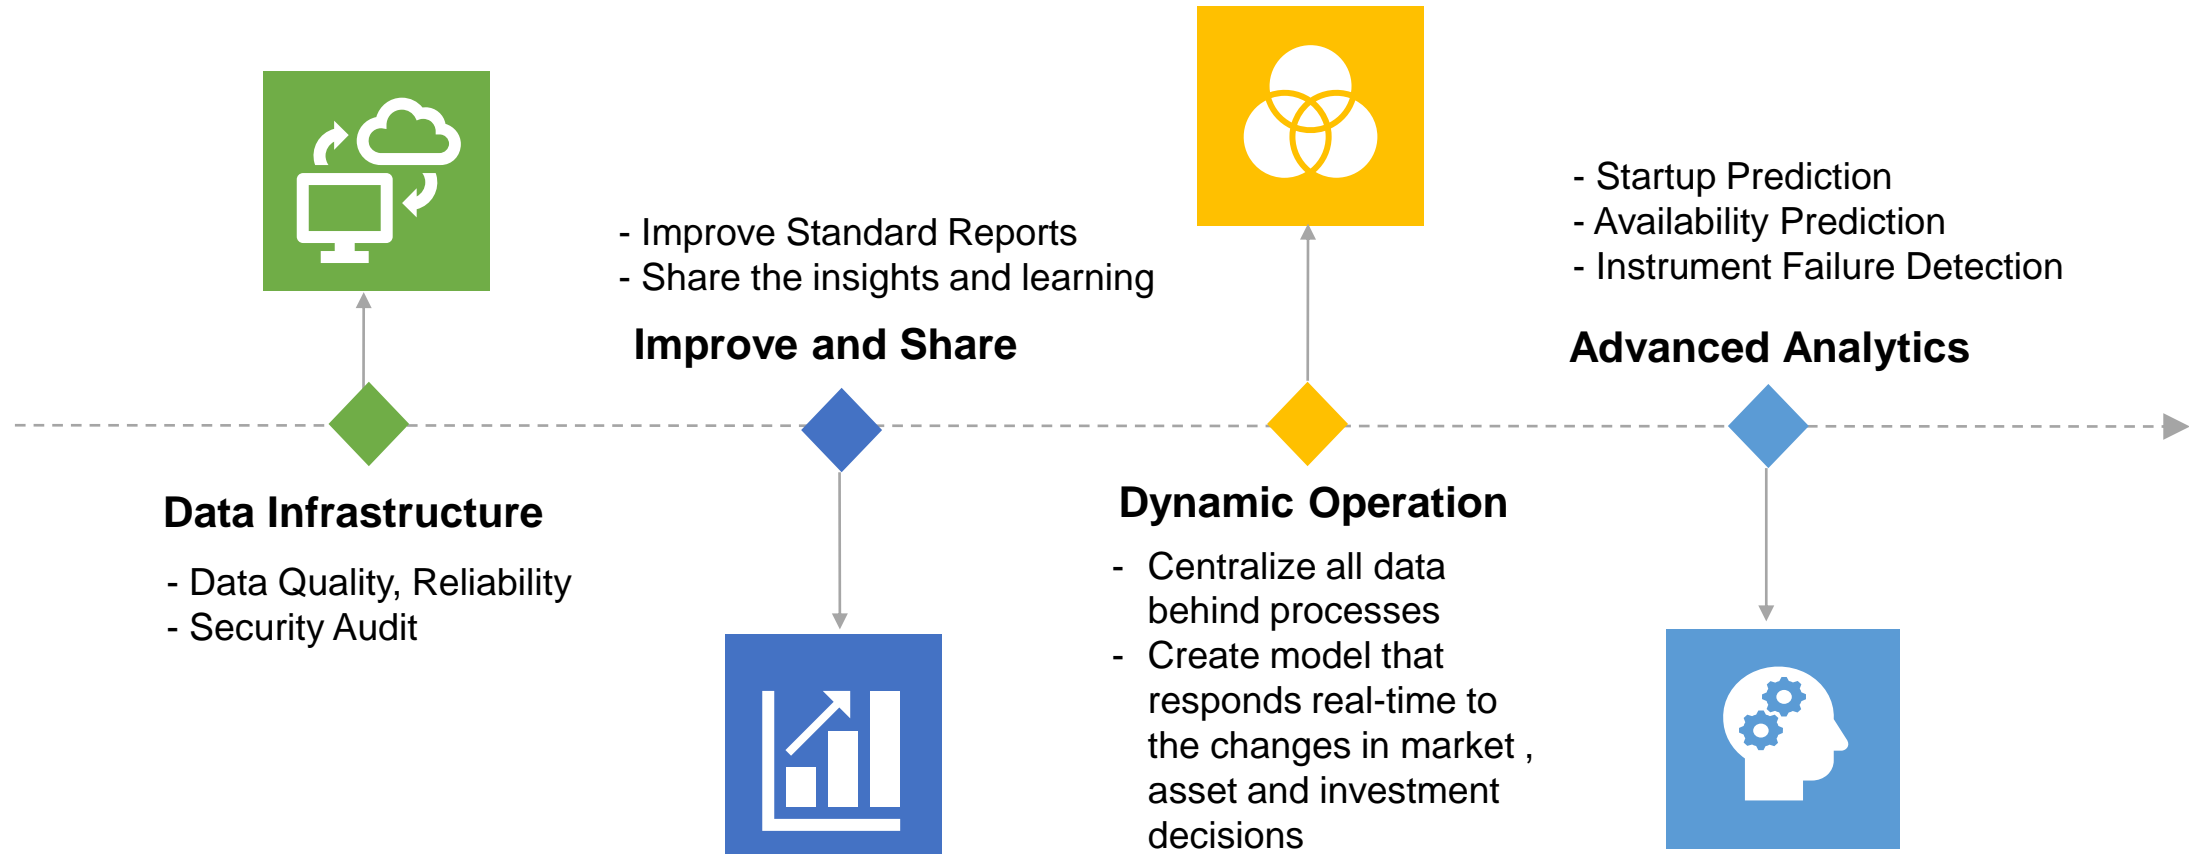 Data Infrastructure
- Data Quality, Reliability
- Security Audit
- Improve Standard Reports
- Share the insights and learning
Improve and Share
Dynamic Operation
- Centralize all data
behind processes
- Create model that
responds real-time to
the changes in market ,
asset and investment
decisions
- Startup Prediction
- Availability Prediction
- Instrument Failure Detection
Advanced Analytics